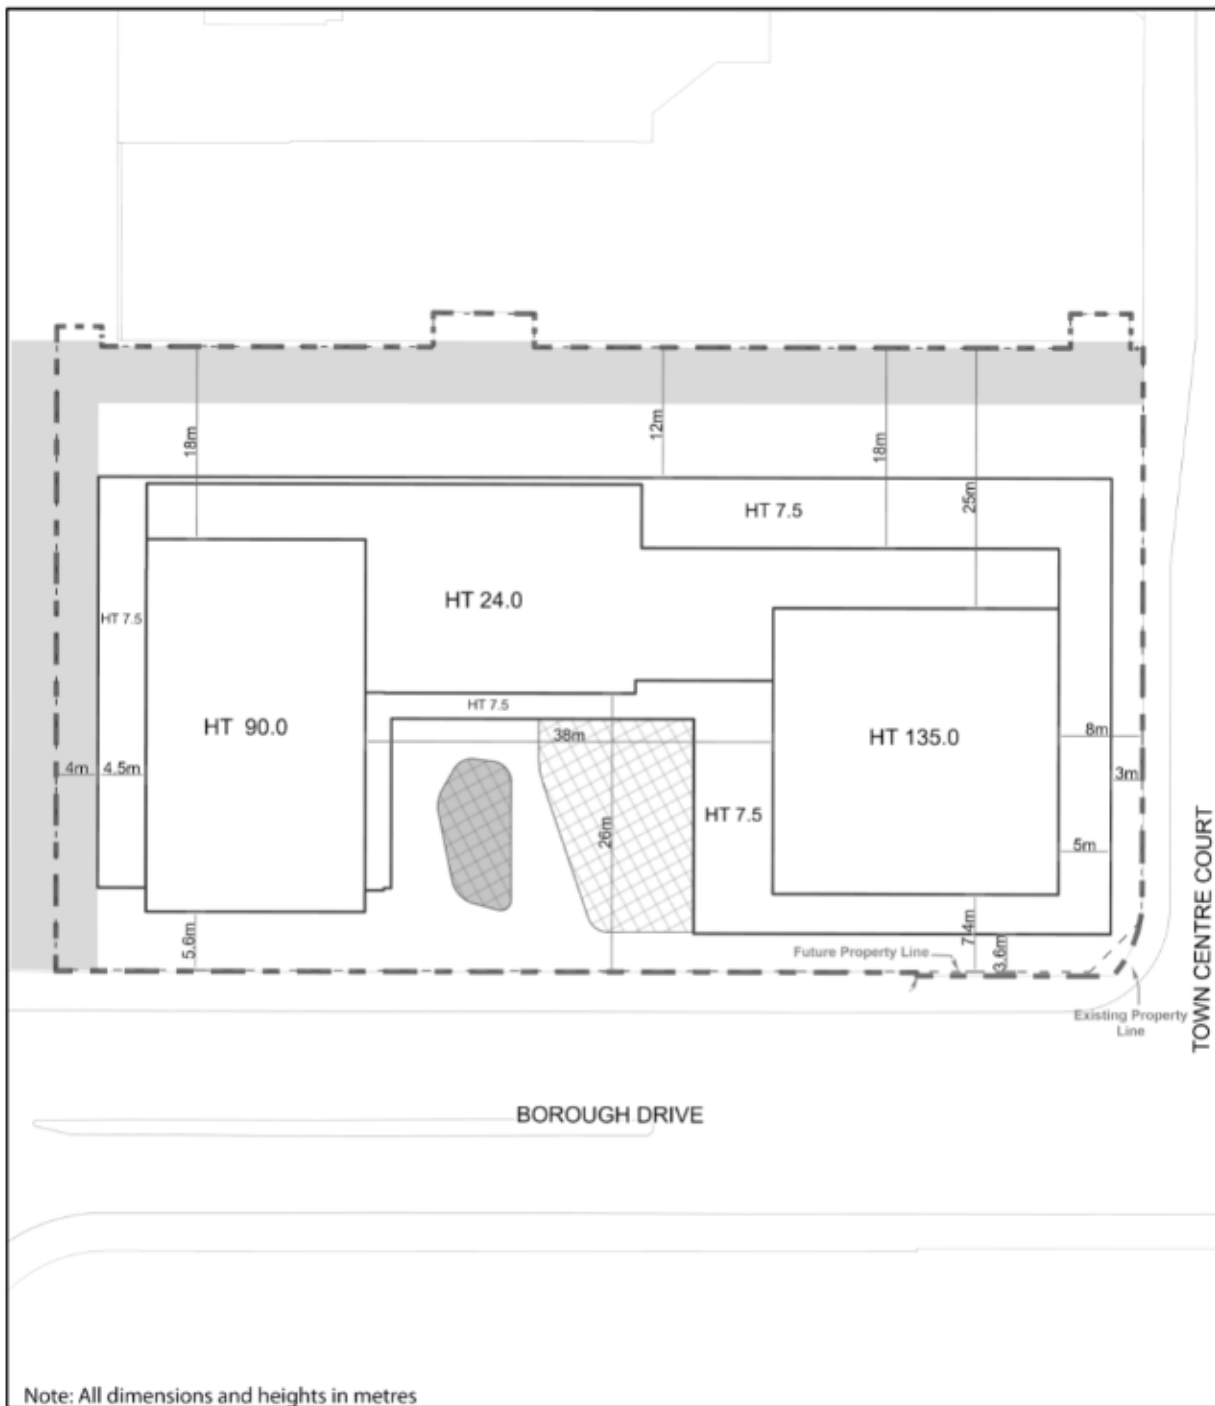 18m
12m
18m
25m
HT 7.5
HT 24.0
HT 7.5
HT 7.5
HT 90.0
38m
HT 135.0
8m
4m
4.5m
3m
HT 7.5
26m
5m
5.6m
7.4m
3.6m
Future Property Line
Existing Property
Line
TOWN CENTRE COURT
BOROUGH DRIVE
Note: All dimensions and heights in metres